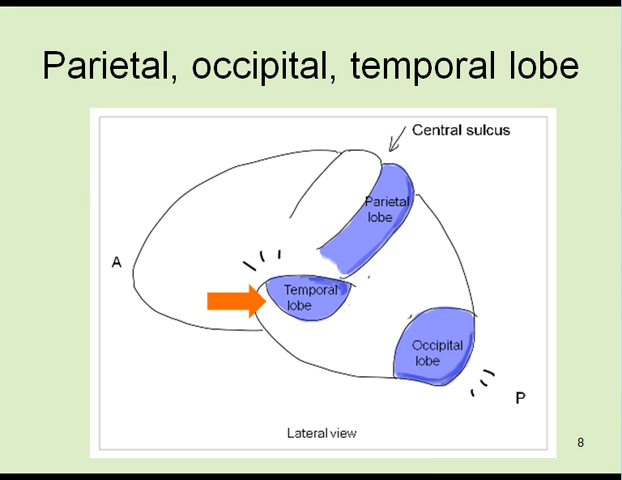 Parietal, occipital, temporal lobe
Central sulcus
Parietal
lobe
A
Temporal
lobe
Occipital
lobe
P
Lateral view
8